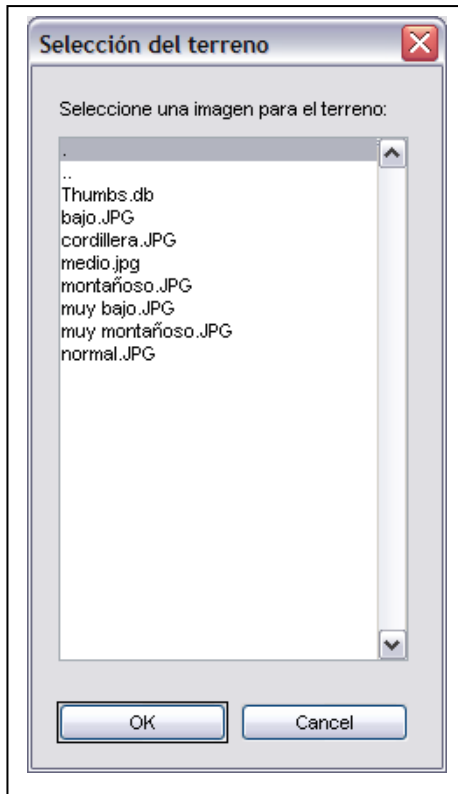 Selección del terreno
Seleccione una imagen para el terreno:
.
..
Thumbs.db
bajo.JPG
cordillera.JPG
medio.jpg
montañoso.JPG
muy bajo.JPG
muy montañoso.JPG
normal.JPG
OK Cancel